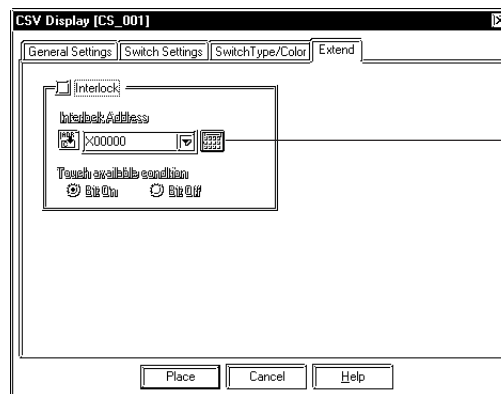 CSV Display [CS_001]
General Settings Switch Settings SwitchType/Color Extend
Interlock
Interlock Address
X00000
Touch available condition
Bit On Bit Off
Place Cancel Help